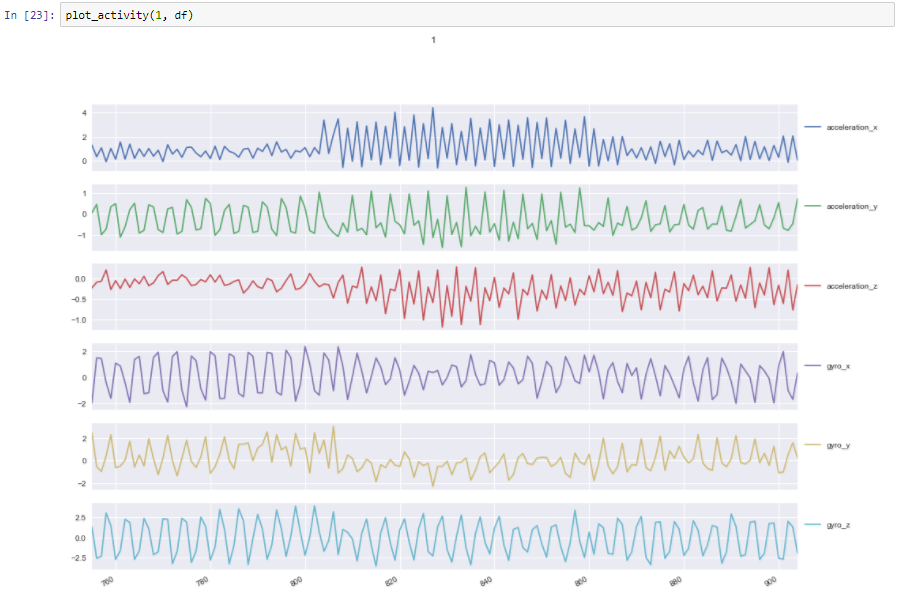 In [23]: plot_activity(1, df)
1
4
2
0
acceleration_x
1
0
−1
acceleration_y
0.0
−0.5
−1.0
acceleration_z
2
0
−2
gyro_x
2
0
−2
gyro_y
2.5
0.0
−2.5
gyro_z
760 780 800 820 840 860 880 900